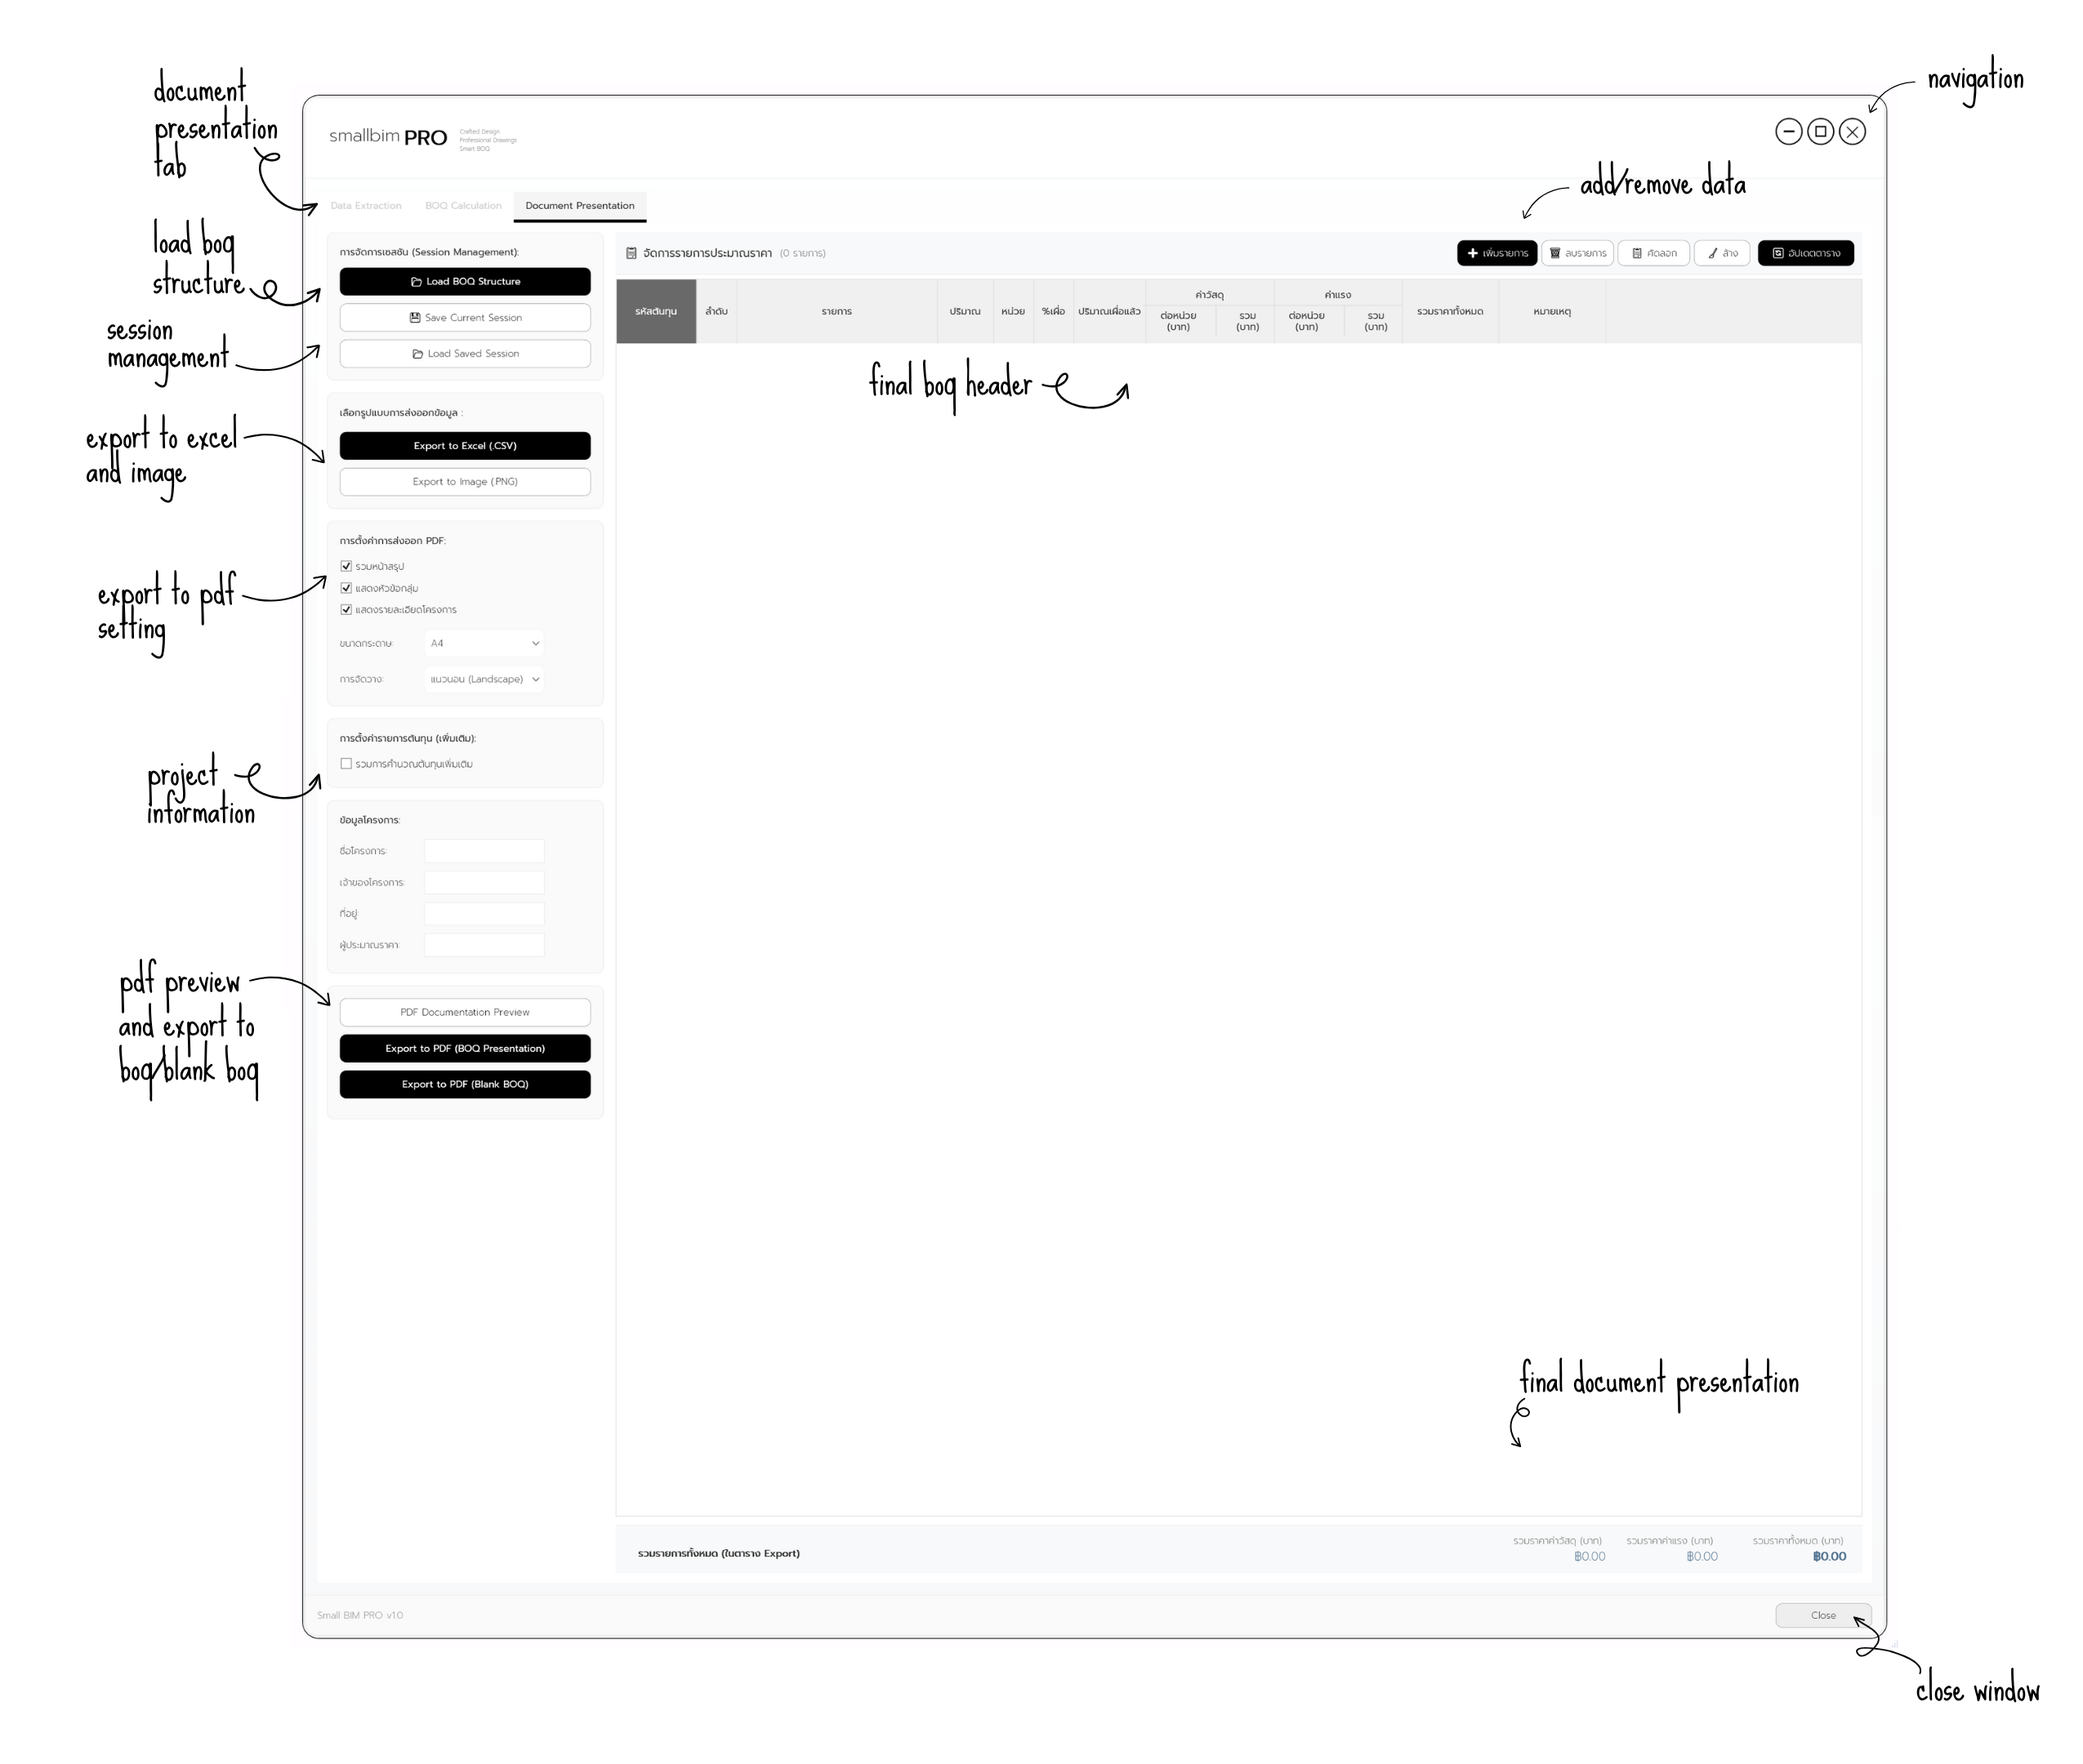 document
presentation
tab
load boq
structure
session
management
export to excel
and image
export to pdf
setting
project
information
pdf preview
and export to
boq/blank boq
navigation
add/remove data
smallbim PRO
Crafted Design
Professional Drawings
Smart BOQ
Data Extraction BOQ Calculation Document Presentation
การจัดการเซสชัน (Session Management):
Load BOQ Structure
Save Current Session
Load Saved Session
เลือกรูปแบบการส่งออกข้อมูล :
Export to Excel (.CSV)
Export to Image (.PNG)
การตั้งค่าการส่งออก PDF:
รวมหน้าสรุป
แสดงหัวข้อกลุ่ม
แสดงรายละเอียดโครงการ
ขนาดกระดาษ: A4
การจัดวาง: แนวนอน (Landscape)
การตั้งค่ารายการต้นทุน (เพิ่มเติม):
รวมการคำนวณต้นทุนเพิ่มเติม
ข้อมูลโครงการ:
ชื่อโครงการ:
เจ้าของโครงการ:
ที่อยู่:
ผู้ประมาณราคา:
PDF Documentation Preview
Export to PDF (BOQ Presentation)
Export to PDF (Blank BOQ)
จัดการรายการประมาณราคา (0 รายการ)
เพิ่มรายการ ลบรายการ คัดลอก ล้าง อัปเดตตาราง
รหัสต้นทุน ลำดับ รายการ ปริมาณ หน่วย %เผื่อ ปริมาณเผื่อแล้ว ค่าวัสดุ ค่าแรง รวมราคาทั้งหมด หมายเหตุ
ต่อหน่วย (บาท) รวม (บาท) ต่อหน่วย (บาท) รวม (บาท)
final boq header
final document presentation
รวมรายการทั้งหมด (ในตาราง Export)
รวมราคาค่าวัสดุ (บาท) รวมราคาค่าแรง (บาท) รวมราคาทั้งหมด (บาท)
฿0.00 ฿0.00 ฿0.00
Small BIM PRO v1.0
Close
close window